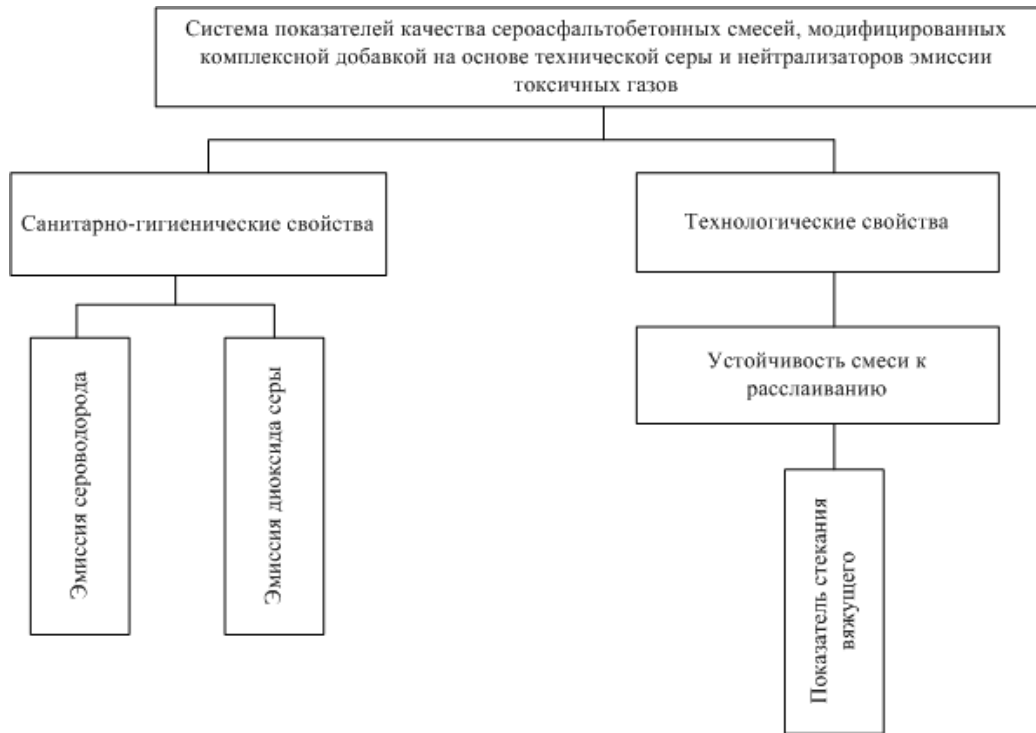 Система показателей качества сероасфальтобетонных смесей, модифицированных
комплексной добавкой на основе технической серы и нейтрализаторов эмиссии
токсичных газов
Санитарно-гигиенические свойства
Технологические свойства
Устойчивость смеси к
расслаиванию
Эмиссия сероводорода
Эмиссия диоксида серы
Показатель стекания
вяжущего